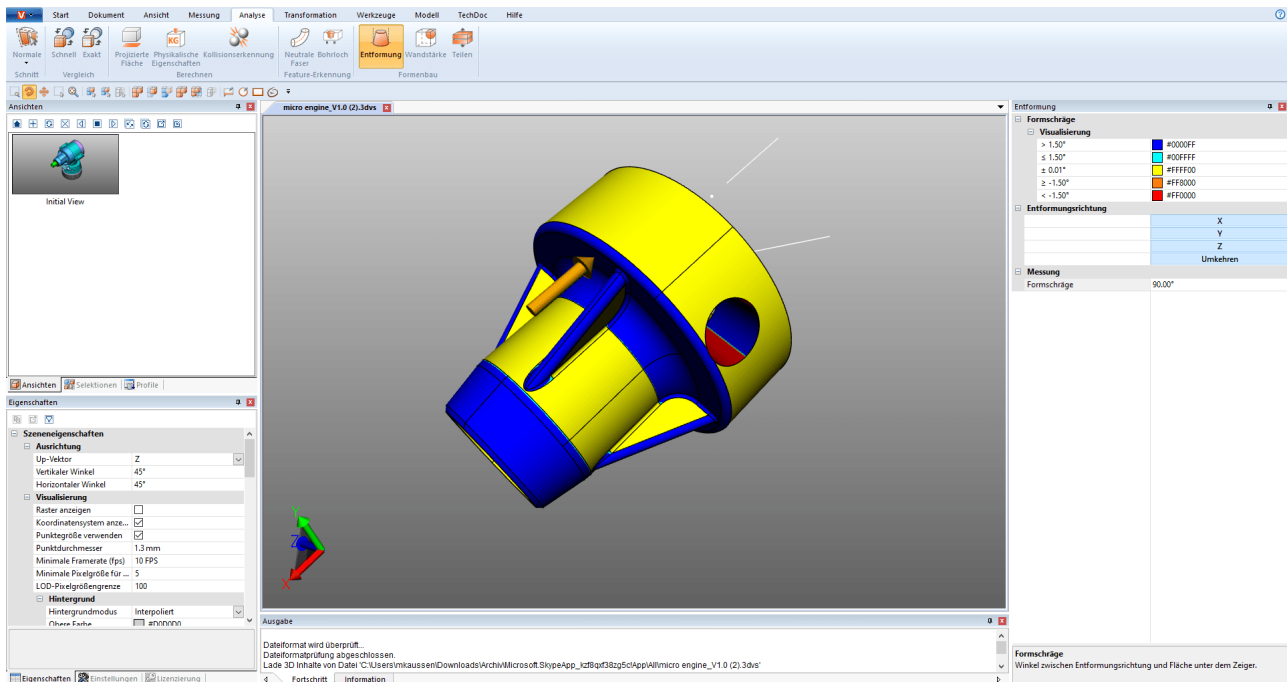 V
Start Dokument Ansicht Messung Analyse Transformation Werkzeuge Modell TechDoc Hilfe
Normale Schnell Exakt Projizierte Fläche Physikalische Eigenschaften Kollisionserkennung Neutrale Faser Bohrloch Entformung Wandstärke Teilen
KG
Schnitt Vergleich Berechnen Feature-Erkennung Formenbau
Ansichten
Initial View
Ansichten Selektionen Profile
Eigenschaften
Szeneneigenschaften
Ausrichtung
Up-Vektor Z
Vertikaler Winkel 45°
Horizontaler Winkel 45°
Visualisierung
Raster anzeigen
Koordinatensystem anze...
Punktegröße verwenden
Punktdurchmesser 1.3 mm
Minimale Framerate (fps) 10 FPS
Minimale Pixelgröße für ... 5
LOD-Pixelgrößengrenze 100
Hintergrund
Hintergrundmodus Interpoliert
Obere Farbe #D0D0D0
Eigenschaften Einstellungen Lizenzierung
micro engine_V1.0 (2).3dvs
Y
Z
X
Ausgabe
Dateiformat wird überprüft...
Dateiformatprüfung abgeschlossen.
Lade 3D Inhalte von Datei 'C:\Users\mkaussen\Downloads\Archiv\Microsoft.SkypeApp_kzf8qxf38zg5c!App\All\micro engine_V1.0 (2).3dvs'
Fortschritt Information
Entformung
Formschräge
Visualisierung
> 1.50° #0000FF
≤ 1.50° #00FFFF
± 0.01° #FFFF00
≥ -1.50° #FF8000
< -1.50° #FF0000
Entformungsrichtung
X
Y
Z
Umkehren
Messung
Formschräge 90.00°
Formschräge
Winkel zwischen Entformungsrichtung und Fläche unter dem Zeiger.